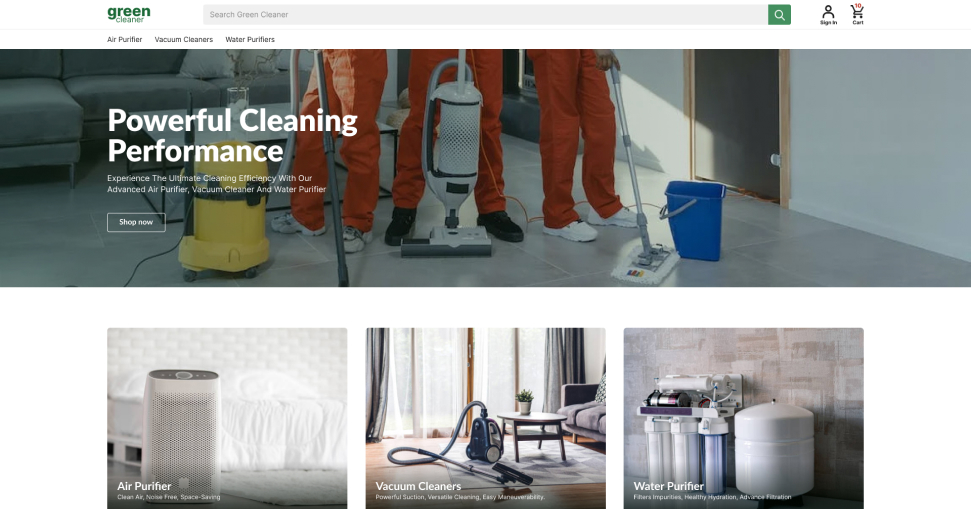 green
cleaner
Search Green Cleaner
10
Sign In
Cart
Air Purifier
Vacuum Cleaners
Water Purifiers
Powerful Cleaning
Performance
Experience The Ultimate Cleaning Efficiency With Our
Advanced Air Purifier, Vacuum Cleaner And Water Purifier
Shop now
Air Purifier
Clean Air, Noise Free, Space-Saving
Vacuum Cleaners
Powerful Suction, Versatile Cleaning, Easy Maneuverability.
Water Purifier
Filters Impurities, Healthy Hydration, Advance Filtration